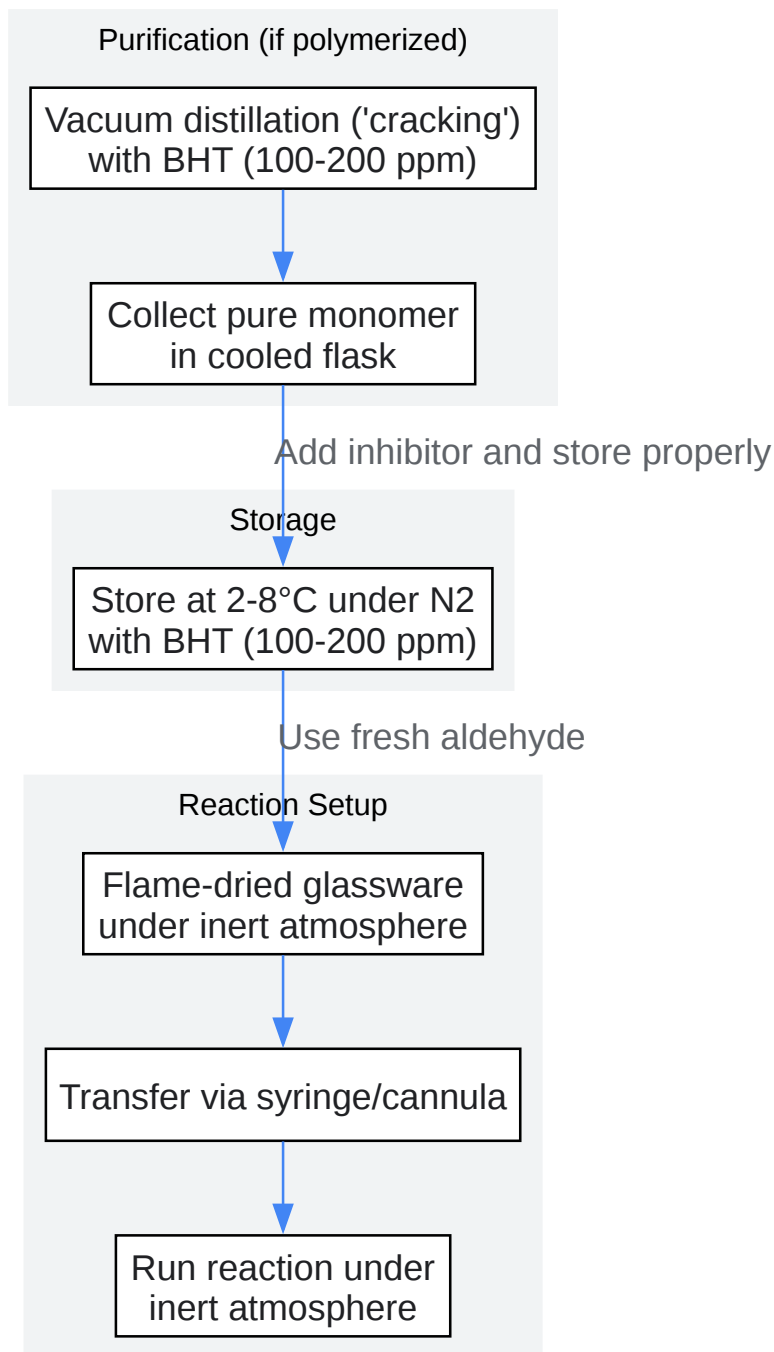 Purification (if polymerized)
Vacuum distillation ('cracking')
with BHT (100-200 ppm)
Collect pure monomer
in cooled flask
Add inhibitor and store properly
Storage
Store at 2-8°C under N2
with BHT (100-200 ppm)
Use fresh aldehyde
Reaction Setup
Flame-dried glassware
under inert atmosphere
Transfer via syringe/cannula
Run reaction under
inert atmosphere